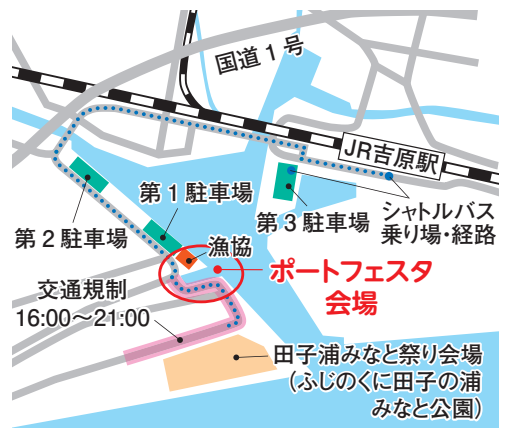 国道1号
JR吉原駅
第1駐車場
第2駐車場
第3駐車場
シャトルバス
乗り場・経路
漁協
ポートフェスタ
会場
交通規制
16:00〜21:00
田子浦みなと祭り会場
(ふじのくに田子の浦
みなと公園)